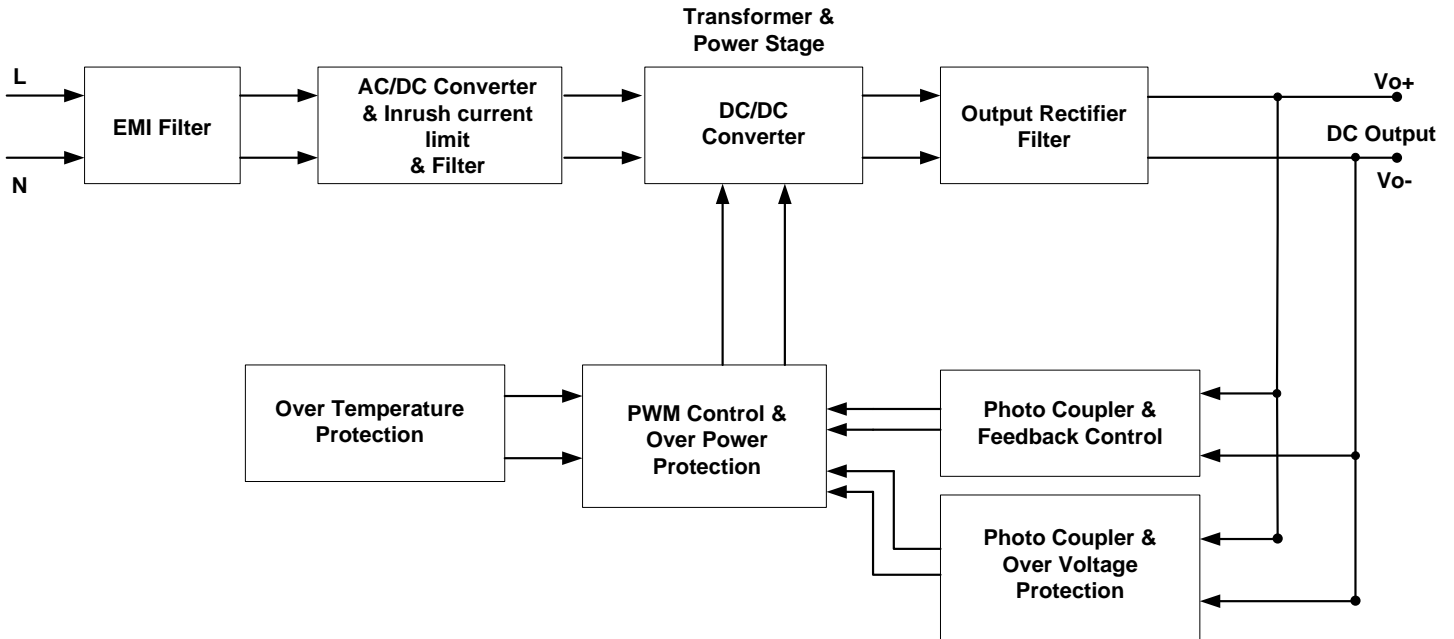 Transformer &
Power Stage
L
N
EMI Filter
AC/DC Converter
& Inrush current
limit
& Filter
DC/DC
Converter
Output Rectifier
Filter
Vo+
DC Output
Vo-
Over Temperature
Protection
PWM Control &
Over Power
Protection
Photo Coupler &
Feedback Control
Photo Coupler &
Over Voltage
Protection